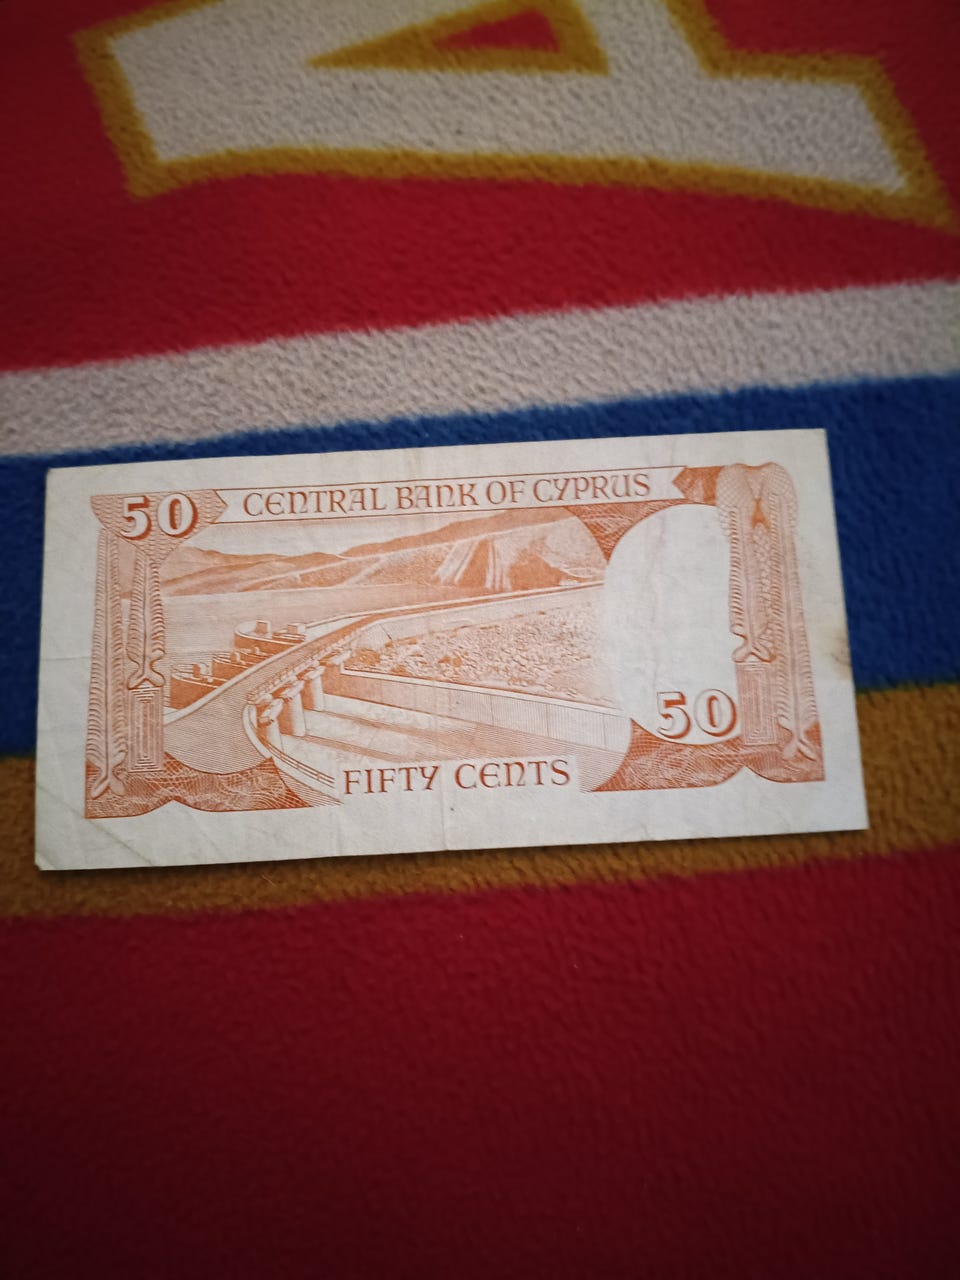 50 CENTRAL BANK OF CYPRUS
50
FIFTY CENTS